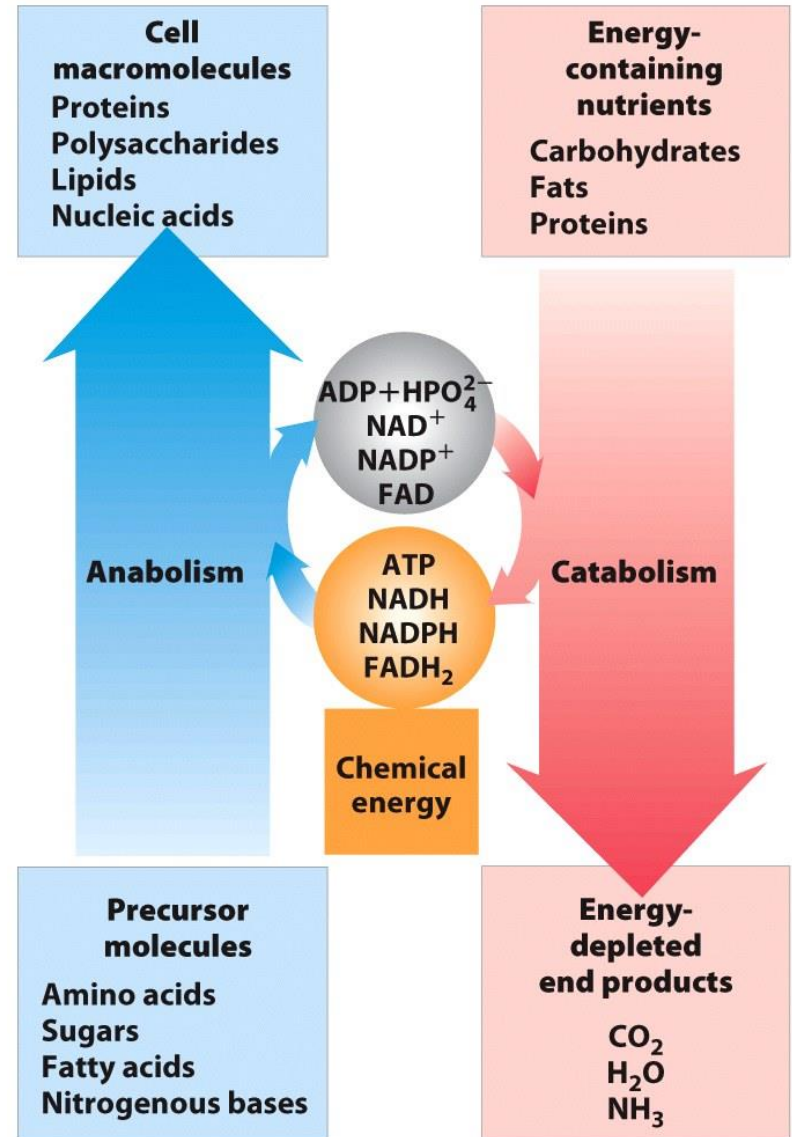 Cell
macromolecules
Proteins
Polysaccharides
Lipids
Nucleic acids
Energy-
containing
nutrients
Carbohydrates
Fats
Proteins
ADP+HPO₄²⁻
NAD⁺
NADP⁺
FAD
Anabolism
ATP
NADH
NADPH
FADH₂
Catabolism
Chemical
energy
Precursor
molecules
Amino acids
Sugars
Fatty acids
Nitrogenous bases
Energy-
depleted
end products
CO₂
H₂O
NH₃